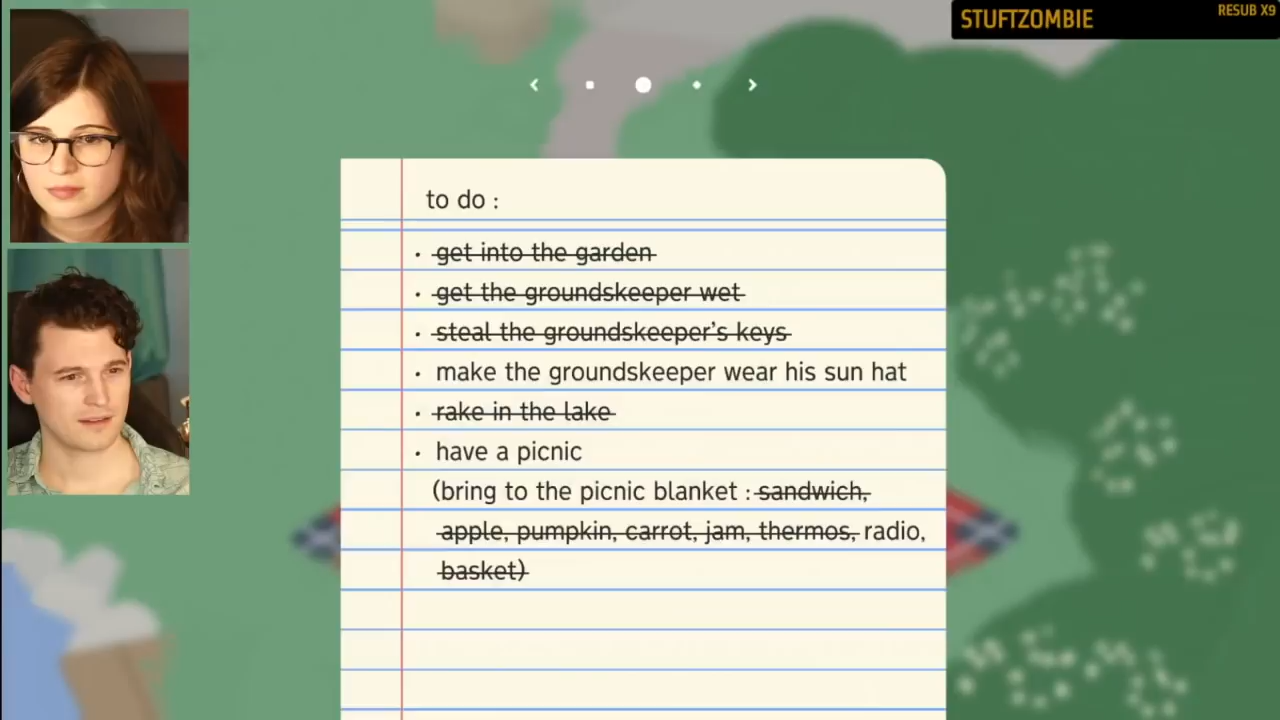 STUFTZOMBIE
RESUB X9
to do :
· get into the garden
· get the groundskeeper wet
· steal the groundskeeper's keys
· make the groundskeeper wear his sun hat
· rake in the lake
· have a picnic
(bring to the picnic blanket : sandwich,
apple, pumpkin, carrot, jam, thermos, radio,
basket)